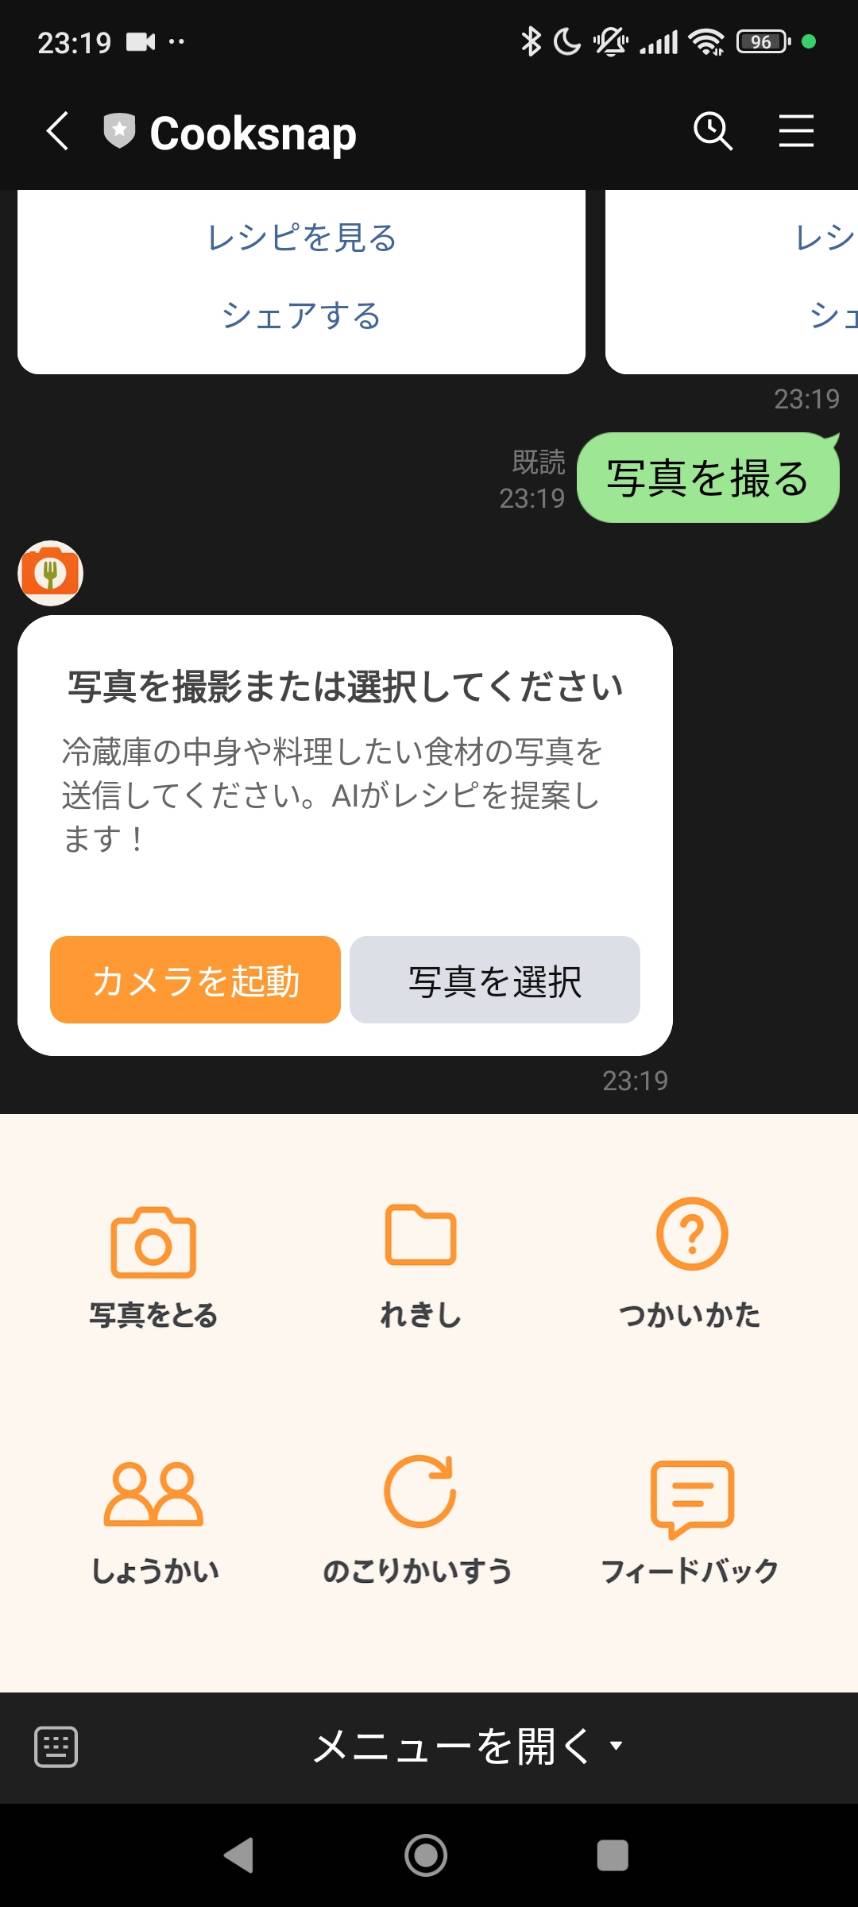 23:19
96
Cooksnap
レシピを見る
レシ
シェアする
シェ
23:19
既読
23:19
写真を撮る
写真を撮影または選択してください
冷蔵庫の中身や料理したい食材の写真を
送信してください。AIがレシピを提案し
ます！
カメラを起動
写真を選択
23:19
写真をとる
れきし
つかいかた
しょうかい
のこりかいすう
フィードバック
メニューを開く